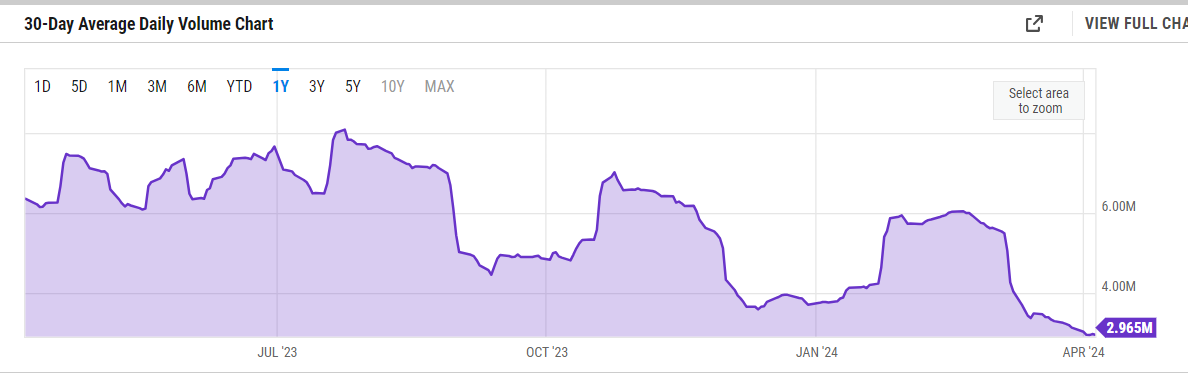 30-Day Average Daily Volume Chart
VIEW FULL CHA
1D 5D 1M 3M 6M YTD 1Y 3Y 5Y 10Y MAX
Select area
to zoom
6.00M
4.00M
2.965M
JUL '23 OCT '23 JAN '24 APR '24